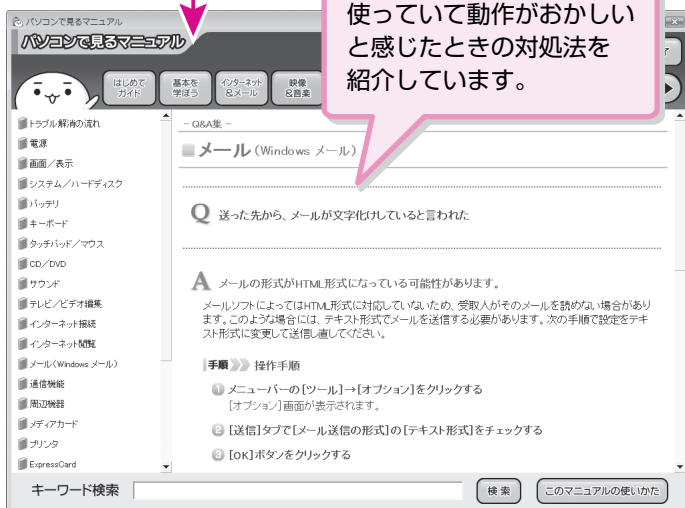 使っていて動作がおかしい
と感じたときの対処法を
紹介しています。
パソコンで見るマニュアル
パソコンで見るマニュアル
はじめて
ガイド
基本を
学ぼう
インターネット
&メール
映像
&音楽
トラブル解消の流れ
電源
画面／表示
システム／ハードディスク
バッテリ
キーボード
タッチパッド／マウス
CD／DVD
サウンド
テレビ／ビデオ編集
インターネット接続
インターネット閲覧
メール(Windows メール)
通信機能
周辺機器
メディアカード
プリンタ
ExpressCard
− Q&A集 −
メール (Windows メール)
Q 送った先から、メールが文字化けしていると言われた
A メールの形式がHTML形式になっている可能性があります。
メールソフトによってはHTML形式に対応していないため、受取人がそのメールを読めない場合があり
ます。このような場合には、テキスト形式でメールを送信する必要があります。次の手順で設定をテキ
スト形式に変更して送信し直してください。
手順 操作手順
1 メニューバーの[ツール]→[オプション]をクリックする
[オプション]画面が表示されます。
2 [送信]タブで[メール送信の形式]の[テキスト形式]をチェックする
3 [OK]ボタンをクリックする
キーワード検索
検索
このマニュアルの使いかた